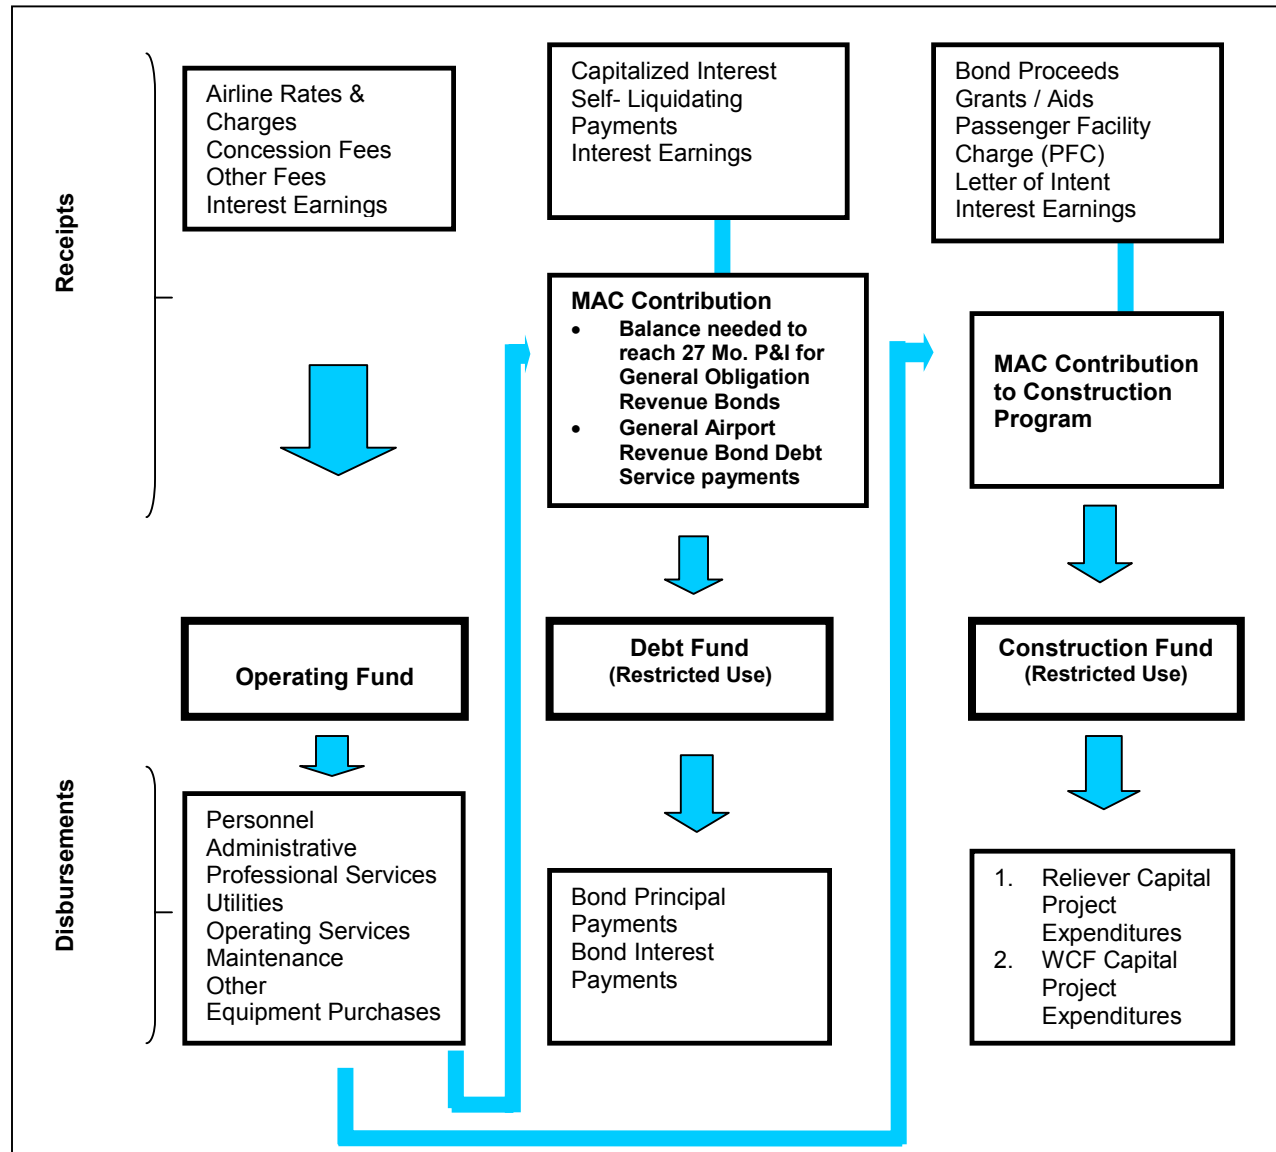 Receipts
Airline Rates &
Charges
Concession Fees
Other Fees
Interest Earnings
Capitalized Interest
Self- Liquidating
Payments
Interest Earnings
Bond Proceeds
Grants / Aids
Passenger Facility
Charge (PFC)
Letter of Intent
Interest Earnings
MAC Contribution
• Balance needed to
reach 27 Mo. P&I for
General Obligation
Revenue Bonds
• General Airport
Revenue Bond Debt
Service payments
MAC Contribution
to Construction
Program
Operating Fund
Debt Fund
(Restricted Use)
Construction Fund
(Restricted Use)
Disbursements
Personnel
Administrative
Professional Services
Utilities
Operating Services
Maintenance
Other
Equipment Purchases
Bond Principal
Payments
Bond Interest
Payments
1. Reliever Capital
Project
Expenditures
2. WCF Capital
Project
Expenditures